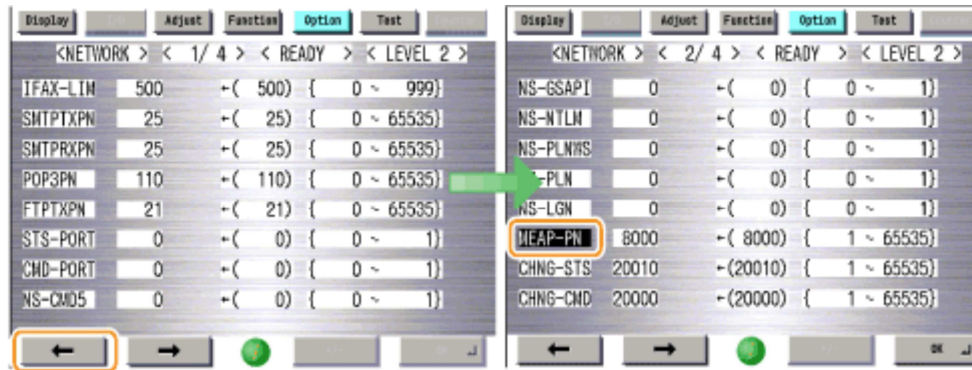 Display Adjust Function Option Test
<NETWORK > < 1/ 4 > < READY > < LEVEL 2 >
IFAX-LIM 500 ←( 500) { 0 ~ 999}
SMTPTXPN 25 ←( 25) { 0 ~ 65535}
SMTPRXPN 25 ←( 25) { 0 ~ 65535}
POP3PN 110 ←( 110) { 0 ~ 65535}
FTPTXPN 21 ←( 21) { 0 ~ 65535}
STS-PORT 0 ←( 0) { 0 ~ 1}
CMD-PORT 0 ←( 0) { 0 ~ 1}
NS-CMD5 0 ←( 0) { 0 ~ 1}
← →
Display Adjust Function Option Test
<NETWORK > < 2/ 4 > < READY > < LEVEL 2 >
NS-GSAPI 0 ←( 0) { 0 ~ 1}
NS-NTLM 0 ←( 0) { 0 ~ 1}
NS-PLNWS 0 ←( 0) { 0 ~ 1}
-PLN 0 ←( 0) { 0 ~ 1}
NS-LGN 0 ←( 0) { 0 ~ 1}
MEAP-PN 8000 ←( 8000) { 1 ~ 65535}
CHNG-STS 20010 ←(20010) { 1 ~ 65535}
CHNG-CMD 20000 ←(20000) { 1 ~ 65535}
← → OK